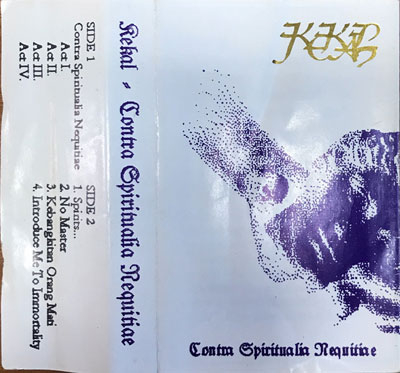 SIDE 1
Contra Spiritualia Nequitiae
Act I.
Act II.
Act III.
Act IV.
SIDE 2
1. Spirits...
2. No Master
3. Kebangkitan Orang Mati
4. Introduce Me To Immortality
Kekal - Contra Spiritualia Nequitiae
KEKAL
Contra Spiritualia Nequitiae